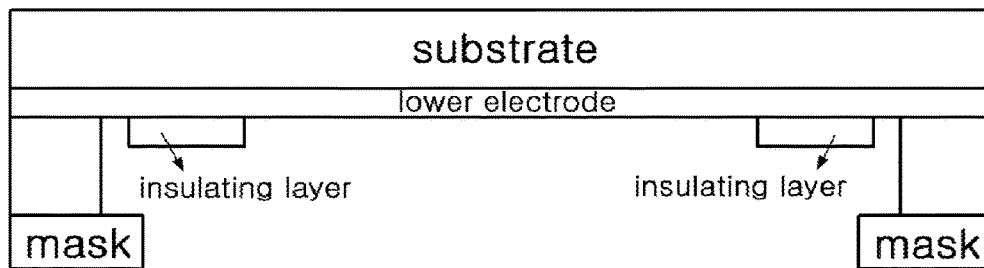 substrate
lower electrode
insulating layer
insulating layer
mask
mask